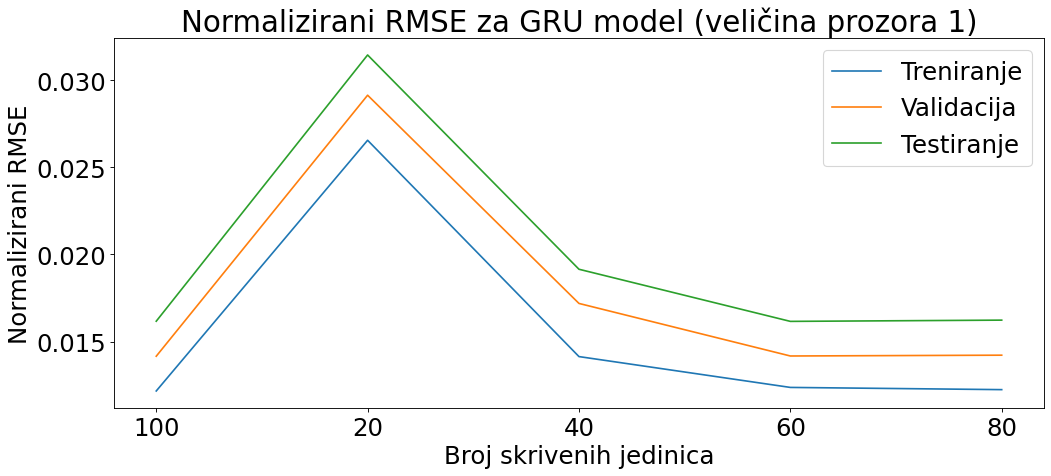 Normalizirani RMSE za GRU model (veličina prozora 1)
Treniranje
Validacija
Testiranje
Normalizirani RMSE
0.030
0.025
0.020
0.015
100 20 40 60 80
Broj skrivenih jedinica